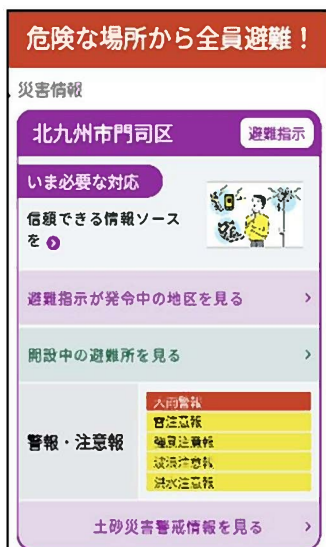 危険な場所から全員避難！
災害情報
北九州市門司区
避難指示
いま必要な対応
信頼できる情報ソース
を
避難指示が発令中の地区を見る
開設中の避難所を見る
警報・注意報
大雨警報
雷注意報
強風注意報
波浪注意報
洪水注意報
土砂災害警戒情報を見る